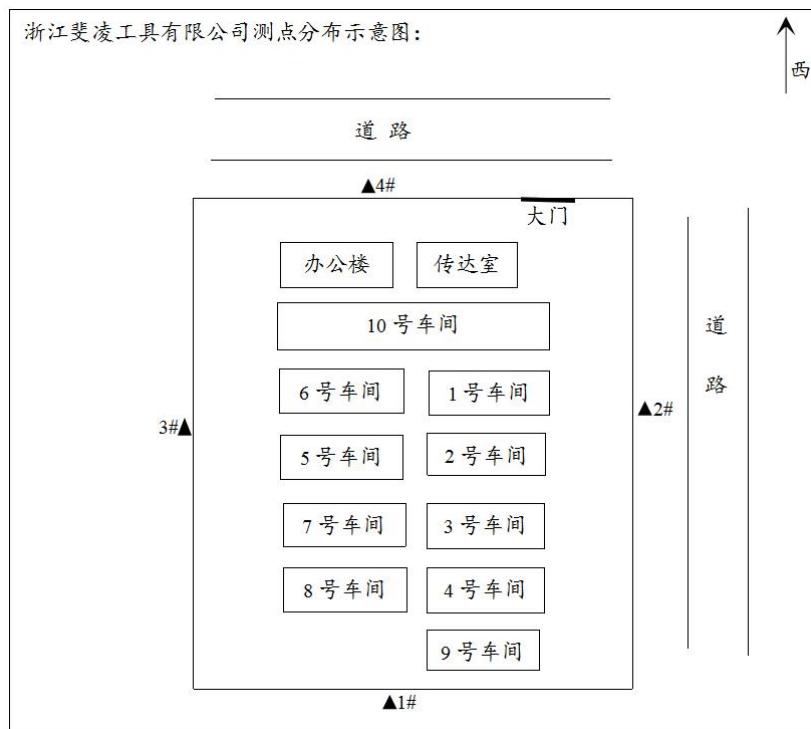 浙江斐凌工具有限公司测点分布示意图：
西
道 路
▲4#
大门
办公楼
传达室
10 号车间
道
路
6 号车间
1 号车间
▲2#
3#▲
5 号车间
2 号车间
7 号车间
3 号车间
8 号车间
4 号车间
9 号车间
▲1#